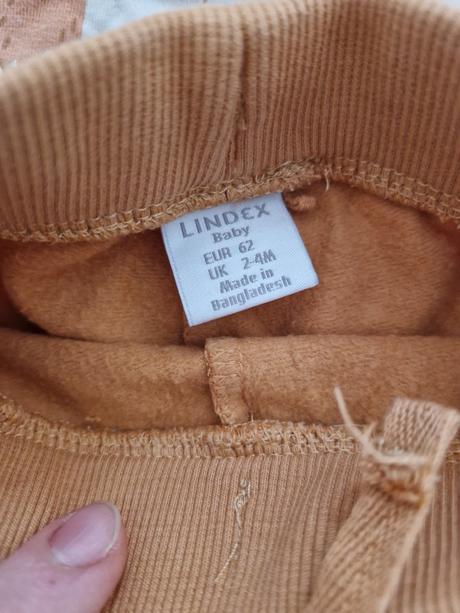 LINDEX
Baby
EUR 62
UK 2-4M
Made in
Bangladesh